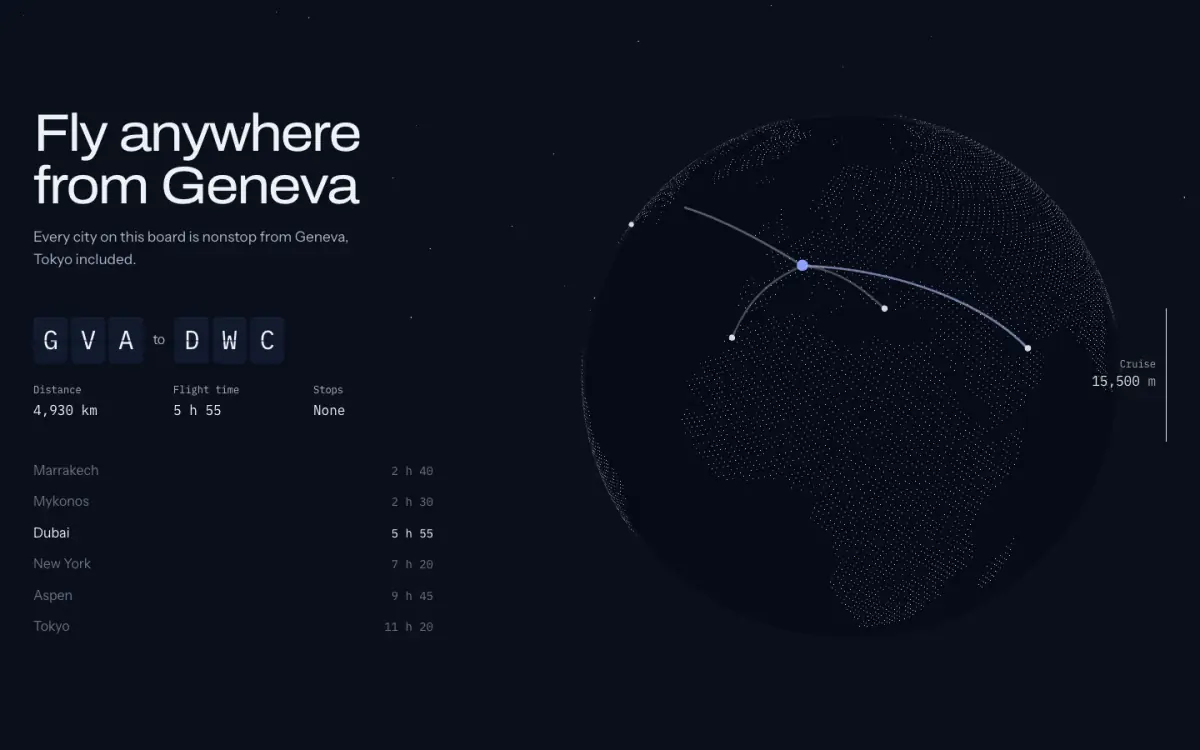 Fly anywhere
from Geneva
Every city on this board is nonstop from Geneva,
Tokyo included.
G V A to D W C
Distance Flight time Stops
4,930 km 5 h 55 None
Marrakech 2 h 40
Mykonos 2 h 30
Dubai 5 h 55
New York 7 h 20
Aspen 9 h 45
Tokyo 11 h 20
Cruise
15,500 m